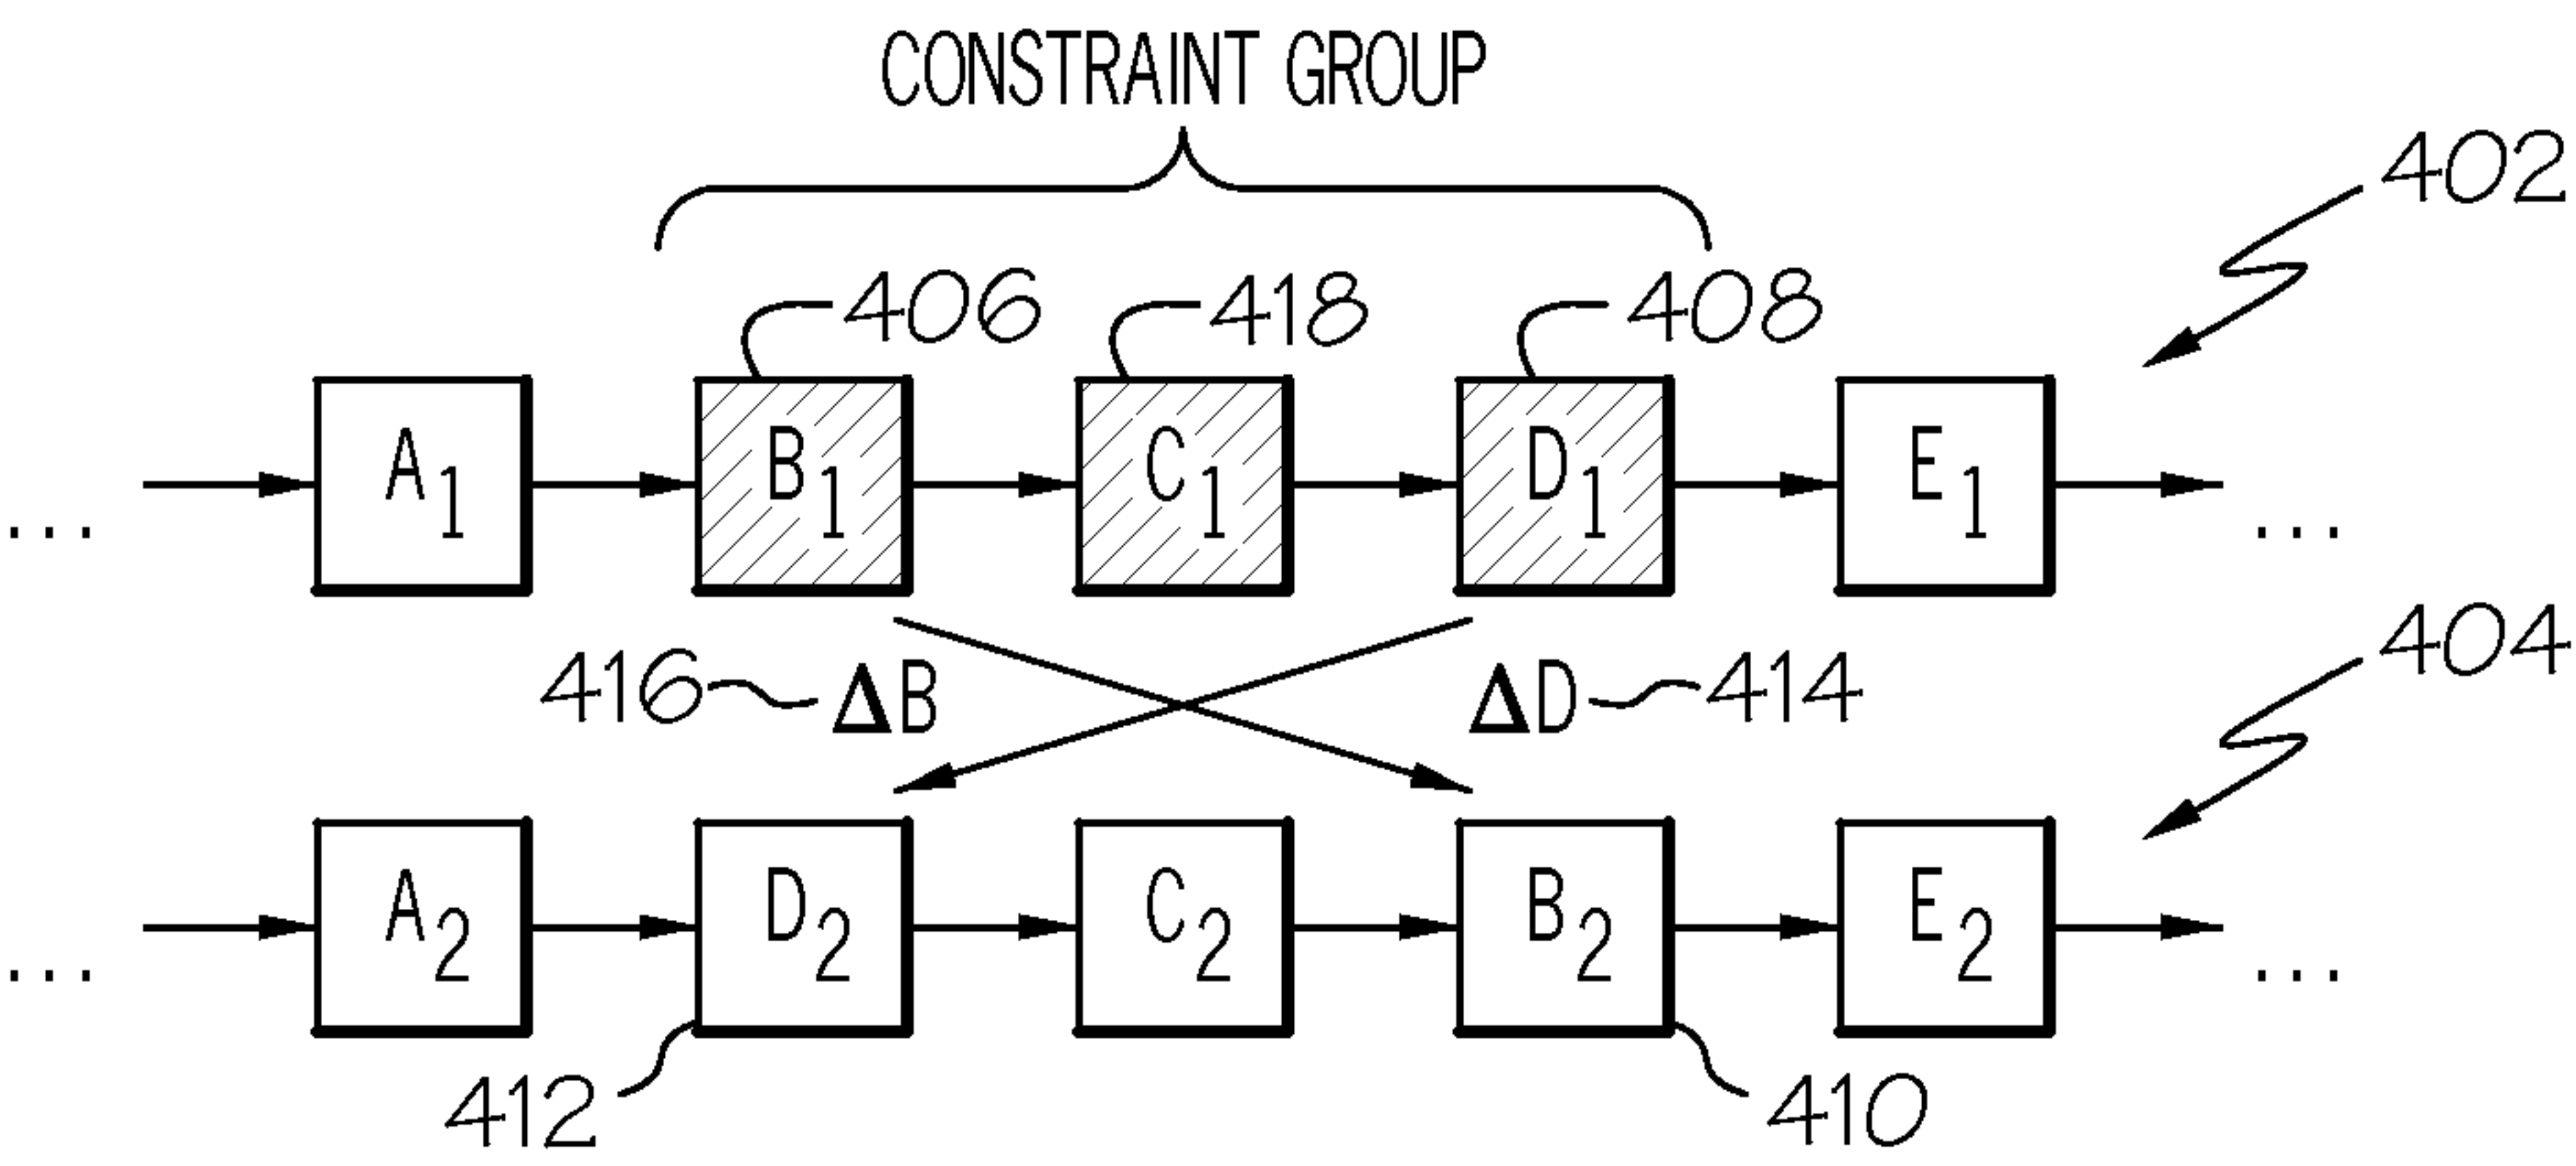 CONSTRAINT GROUP
402
406 418 408
A1 B1 C1 D1 E1
... ...
404
416 ΔB ΔD 414
A2 D2 C2 B2 E2
... ...
412 410